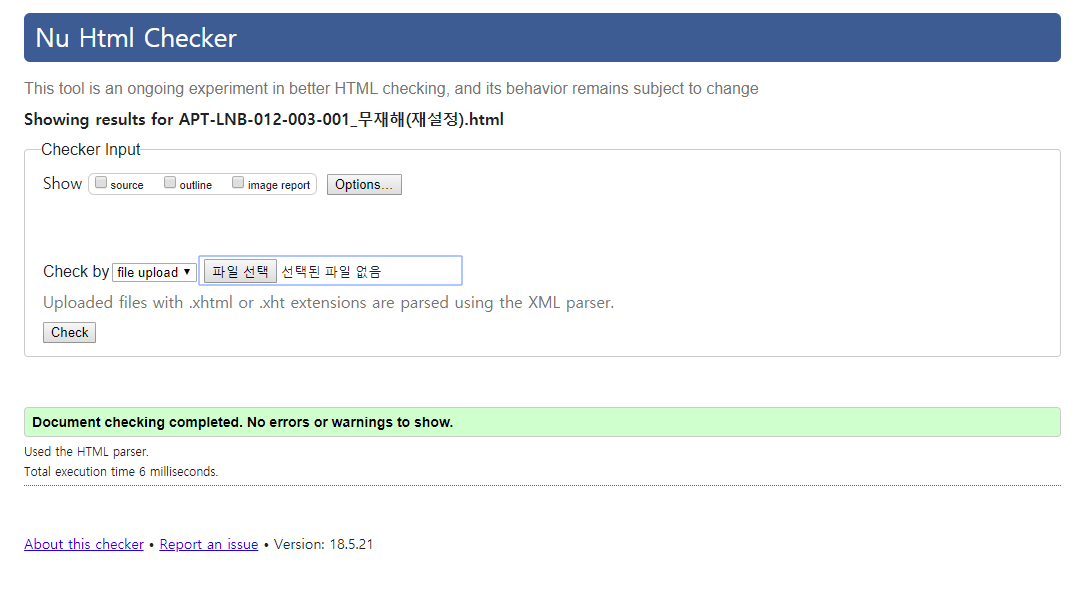 Nu Html Checker
This tool is an ongoing experiment in better HTML checking, and its behavior remains subject to change
Showing results for APT-LNB-012-003-001_무재해(재설정).html
Checker Input
Show source outline image report Options...
Check by file upload ▼ 파일 선택 선택된 파일 없음
Uploaded files with .xhtml or .xht extensions are parsed using the XML parser.
Check
Document checking completed. No errors or warnings to show.
Used the HTML parser.
Total execution time 6 milliseconds.
About this checker • Report an issue • Version: 18.5.21